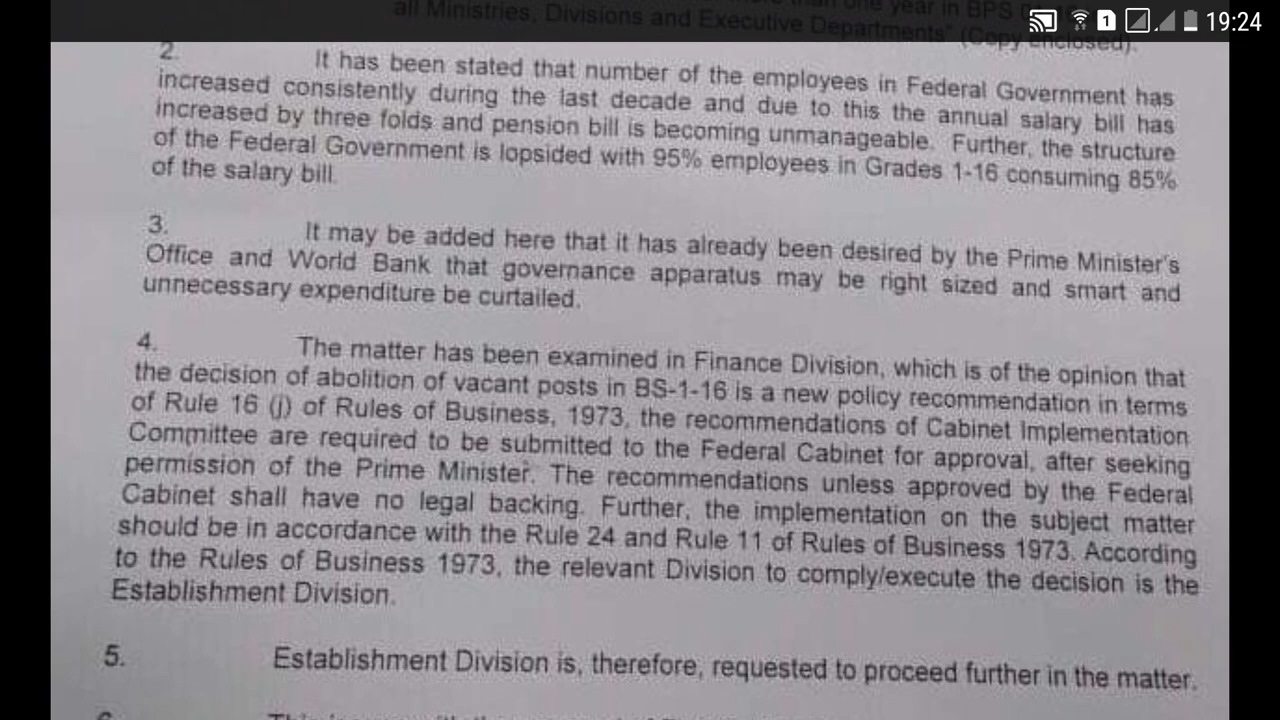 all Ministries, Divisions and Executive Departments" (Copy enclosed).
year in BPS
1
19:24
2. It has been stated that number of the employees in Federal Government has
increased consistently during the last decade and due to this the annual salary bill has
increased by three folds and pension bill is becoming unmanageable. Further, the structure
of the Federal Government is lopsided with 95% employees in Grades 1-16 consuming 85%
of the salary bill.
3. It may be added here that it has already been desired by the Prime Minister's
Office and World Bank that governance apparatus may be right sized and smart and
unnecessary expenditure be curtailed.
4. The matter has been examined in Finance Division, which is of the opinion that
the decision of abolition of vacant posts in BS-1-16 is a new policy recommendation in terms
of Rule 16 (j) of Rules of Business, 1973, the recommendations of Cabinet Implementation
Committee are required to be submitted to the Federal Cabinet for approval, after seeking
permission of the Prime Minister. The recommendations unless approved by the Federal
Cabinet shall have no legal backing. Further, the implementation on the subject matter
should be in accordance with the Rule 24 and Rule 11 of Rules of Business 1973. According
to the Rules of Business 1973, the relevant Division to comply/execute the decision is the
Establishment Division.
5. Establishment Division is, therefore, requested to proceed further in the matter.